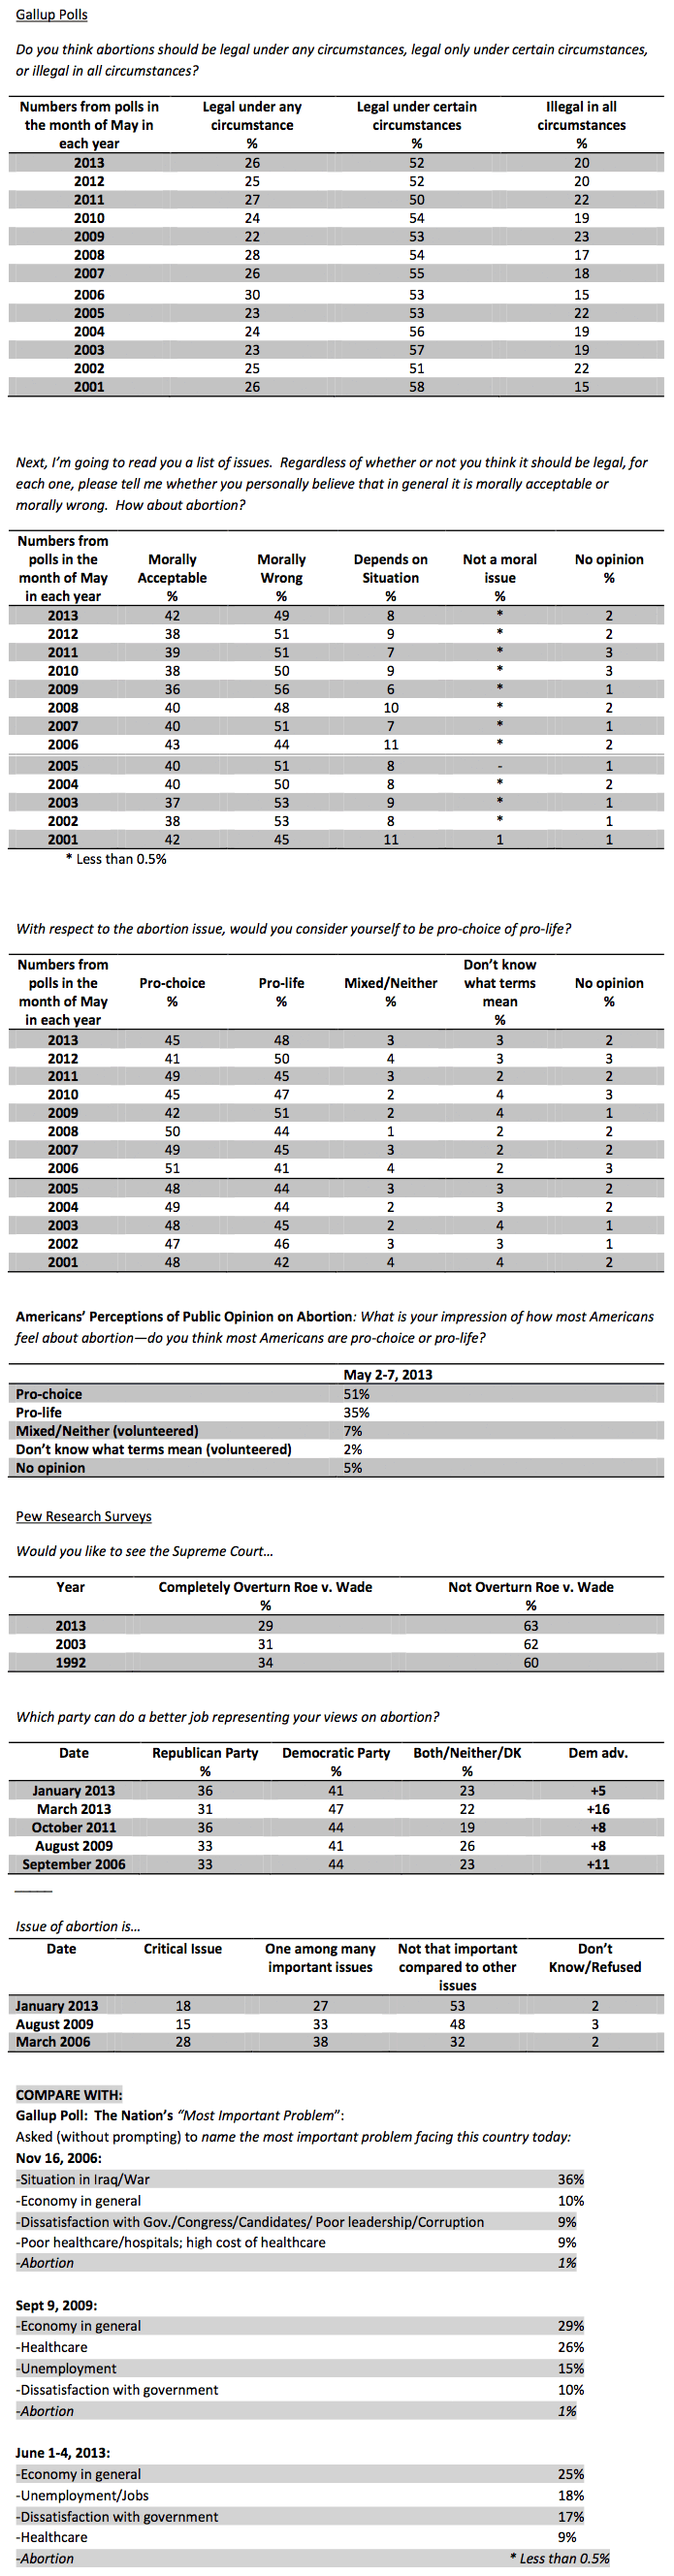 Gallup Polls
Do you think abortions should be legal under any circumstances, legal only under certain circumstances,
or illegal in all circumstances?
Numbers from polls in the month of May in each year Legal under any circumstance % Legal under certain circumstances % Illegal in all circumstances %
2013 26 52 20
2012 25 52 20
2011 27 50 22
2010 24 54 19
2009 22 53 23
2008 28 54 17
2007 26 55 18
2006 30 53 15
2005 23 53 22
2004 24 56 19
2003 23 57 19
2002 25 51 22
2001 26 58 15
Next, I’m going to read you a list of issues. Regardless of whether or not you think it should be legal, for
each one, please tell me whether you personally believe that in general it is morally acceptable or
morally wrong. How about abortion?
Numbers from polls in the month of May in each year Morally Acceptable % Morally Wrong % Depends on Situation % Not a moral issue % No opinion %
2013 42 49 8 * 2
2012 38 51 9 * 2
2011 39 51 7 * 3
2010 38 50 9 * 3
2009 36 56 6 * 1
2008 40 48 10 * 2
2007 40 51 7 * 1
2006 43 44 11 * 2
2005 40 51 8 - 1
2004 40 50 8 * 2
2003 37 53 9 * 1
2002 38 53 8 * 1
2001 42 45 11 1 1
* Less than 0.5%
With respect to the abortion issue, would you consider yourself to be pro-choice of pro-life?
Numbers from polls in the month of May in each year Pro-choice % Pro-life % Mixed/Neither % Don’t know what terms mean % No opinion %
2013 45 48 3 3 2
2012 41 50 4 3 3
2011 49 45 3 2 2
2010 45 47 2 4 3
2009 42 51 2 4 1
2008 50 44 1 2 2
2007 49 45 3 2 2
2006 51 41 4 2 3
2005 48 44 3 3 2
2004 49 44 2 3 2
2003 48 45 2 4 1
2002 47 46 3 3 1
2001 48 42 4 4 2
Americans’ Perceptions of Public Opinion on Abortion: What is your impression of how most Americans
feel about abortion—do you think most Americans are pro-choice or pro-life?
May 2-7, 2013
Pro-choice 51%
Pro-life 35%
Mixed/Neither (volunteered) 7%
Don’t know what terms mean (volunteered) 2%
No opinion 5%
Pew Research Surveys
Would you like to see the Supreme Court…
Year Completely Overturn Roe v. Wade % Not Overturn Roe v. Wade %
2013 29 63
2003 31 62
1992 34 60
Which party can do a better job representing your views on abortion?
Date Republican Party % Democratic Party % Both/Neither/DK % Dem adv.
January 2013 36 41 23 +5
March 2013 31 47 22 +16
October 2011 36 44 19 +8
August 2009 33 41 26 +8
September 2006 33 44 23 +11
Issue of abortion is…
Date Critical Issue One among many important issues Not that important compared to other issues Don’t Know/Refused
January 2013 18 27 53 2
August 2009 15 33 48 3
March 2006 28 38 32 2
COMPARE WITH:
Gallup Poll: The Nation’s “Most Important Problem”:
Asked (without prompting) to name the most important problem facing this country today:
Nov 16, 2006:
-Situation in Iraq/War 36%
-Economy in general 10%
-Dissatisfaction with Gov./Congress/Candidates/ Poor leadership/Corruption 9%
-Poor healthcare/hospitals; high cost of healthcare 9%
-Abortion 1%
Sept 9, 2009:
-Economy in general 29%
-Healthcare 26%
-Unemployment 15%
-Dissatisfaction with government 10%
-Abortion 1%
June 1-4, 2013:
-Economy in general 25%
-Unemployment/Jobs 18%
-Dissatisfaction with government 17%
-Healthcare 9%
-Abortion * Less than 0.5%